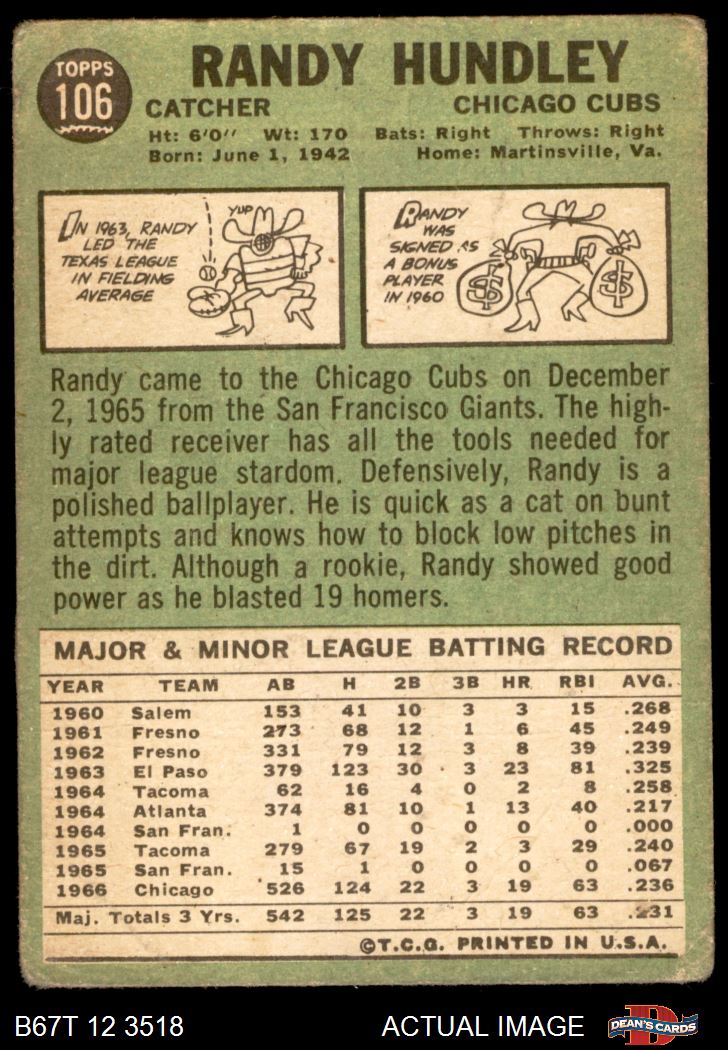 TOPPS
106
RANDY HUNDLEY
CATCHER CHICAGO CUBS
Ht: 6'0'' Wt: 170 Bats: Right Throws: Right
Born: June 1, 1942 Home: Martinsville, Va.
IN 1963, RANDY
LED THE
TEXAS LEAGUE
IN FIELDING
AVERAGE
YUP
RANDY
WAS
SIGNED AS
A BONUS
PLAYER
IN 1960
$ $
Randy came to the Chicago Cubs on December
2, 1965 from the San Francisco Giants. The high-
ly rated receiver has all the tools needed for
major league stardom. Defensively, Randy is a
polished ballplayer. He is quick as a cat on bunt
attempts and knows how to block low pitches in
the dirt. Although a rookie, Randy showed good
power as he blasted 19 homers.
MAJOR & MINOR LEAGUE BATTING RECORD
YEAR TEAM AB H 2B 3B HR RBI AVG.
1960 Salem 153 41 10 3 3 15 .268
1961 Fresno 273 68 12 1 6 45 .249
1962 Fresno 331 79 12 3 8 39 .239
1963 El Paso 379 123 30 3 23 81 .325
1964 Tacoma 62 16 4 0 2 8 .258
1964 Atlanta 374 81 10 1 13 40 .217
1964 San Fran. 1 0 0 0 0 0 .000
1965 Tacoma 279 67 19 2 3 29 .240
1965 San Fran. 15 1 0 0 0 0 .067
1966 Chicago 526 124 22 3 19 63 .236
Maj. Totals 3 Yrs. 542 125 22 3 19 63 .231
©T.C.G. PRINTED IN U.S.A.
B67T 12 3518 ACTUAL IMAGE D DEAN'S CARDS